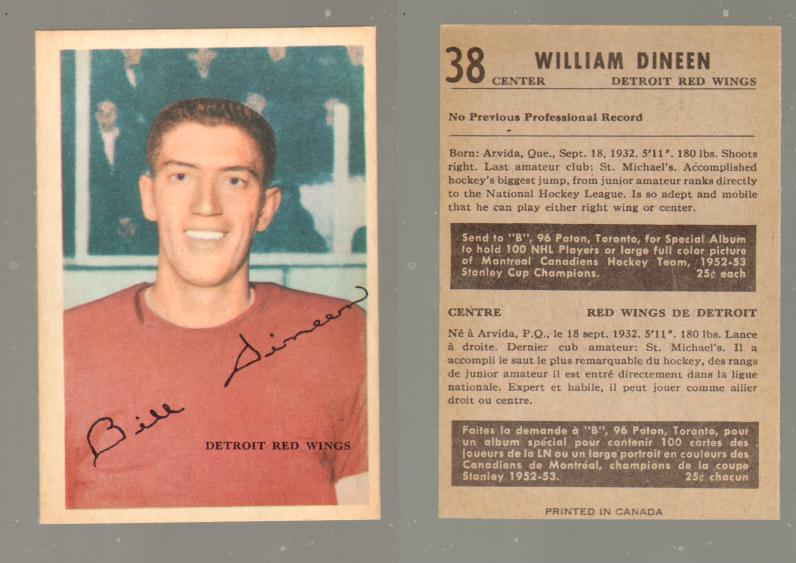 Bill Dineen
DETROIT RED WINGS
38 WILLIAM DINEEN
CENTER DETROIT RED WINGS
No Previous Professional Record
Born: Arvida, Que., Sept. 18, 1932. 5'11". 180 lbs. Shoots
right. Last amateur club: St. Michael's. Accomplished
hockey's biggest jump, from junior amateur ranks directly
to the National Hockey League. Is so adept and mobile
that he can play either right wing or center.
Send to "B", 96 Paton, Toronto, for Special Album
to hold 100 NHL Players or large full color picture
of Montreal Canadiens Hockey Team, 1952-53
Stanley Cup Champions. 25¢ each
CENTRE RED WINGS DE DETROIT
Né à Arvida, P.Q., le 18 sept. 1932. 5'11". 180 lbs. Lance
à droite. Dernier cub amateur: St. Michael's. Il a
accompli le saut le plus remarquable du hockey, des rangs
de junior amateur il est entré directement dans la ligue
nationale. Expert et habile, il peut jouer comme ailier
droit ou centre.
Faites la demande à "B", 96 Paton, Toronto, pour
un album spécial pour contenir 100 cartes des
joueurs de la LN ou un large portrait en couleurs des
Canadiens de Montréal, champions de la coupe
Stanley 1952-53. 25¢ chacun
PRINTED IN CANADA